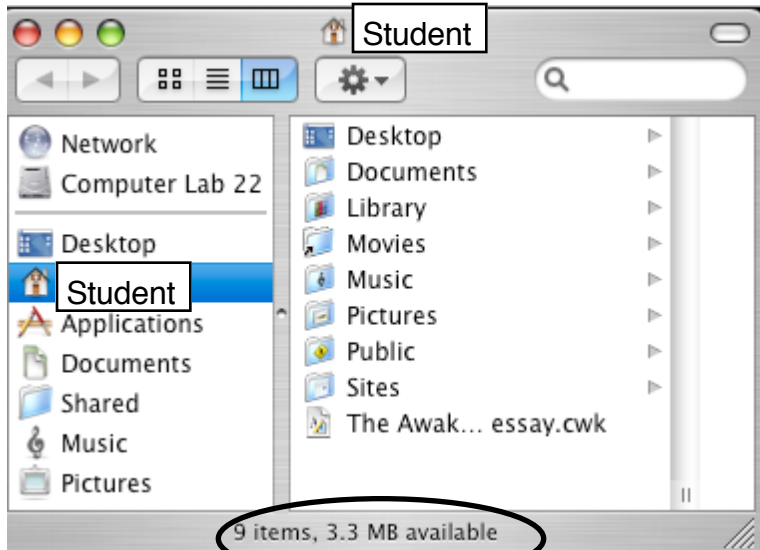 Student
Network
Computer Lab 22
Desktop
Student
Applications
Documents
Shared
Music
Pictures
Desktop
Documents
Library
Movies
Music
Pictures
Public
Sites
The Awak... essay.cwk
9 items, 3.3 MB available